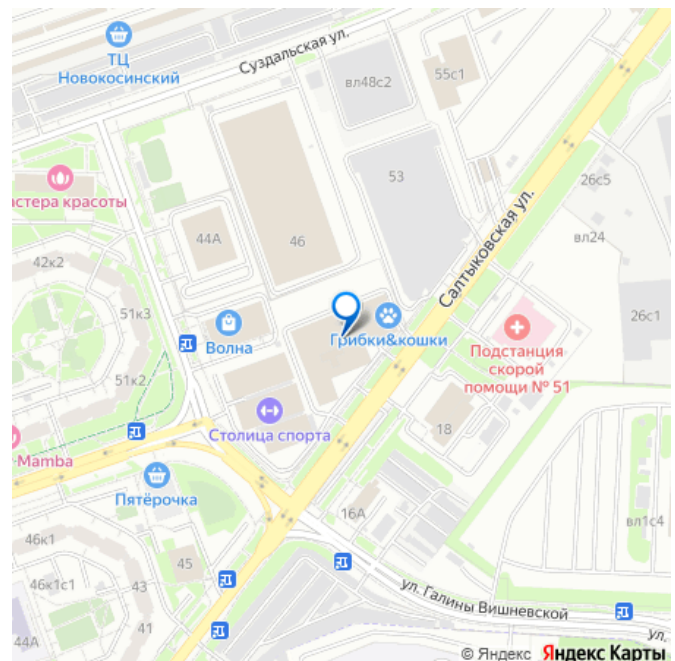 ТЦ
Новокосинский
Суздальская ул.
вл48с2
55с1
53
26с5
астера красоты
44А
46
Салтыковская ул.
вл24
42к2
51к3
26с1
Волна
Грибки&кошки
Подстанция
скорой
помощи № 51
51к2
Столица спорта
18
Mamba
Пятёрочка
16А
вл1с4
46к1
45
46к1с1
43
ул. Галины Вишневской
41
44А
ул,
© Яндекс Яндекс Карты